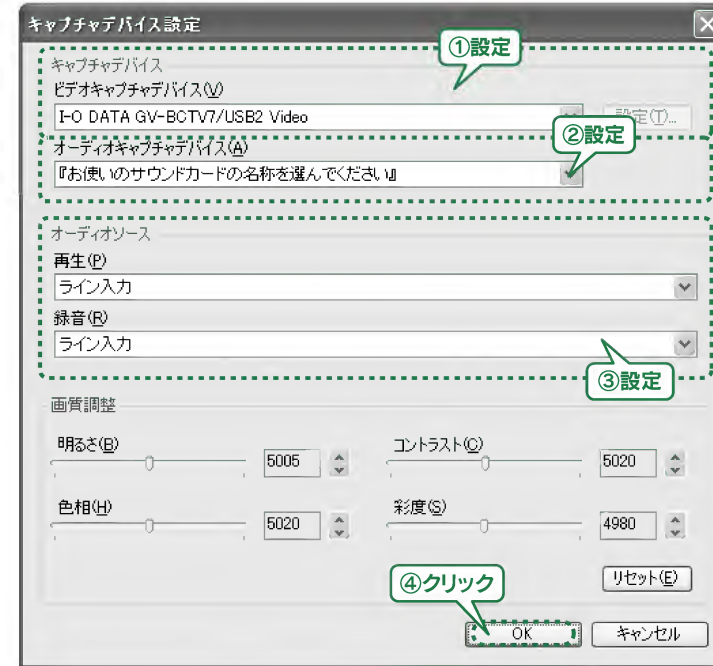 キャプチャデバイス設定
①設定
キャプチャデバイス
ビデオキャプチャデバイス(V)
I-O DATA GV-BCTV7/USB2 Video
設定(T)...
②設定
オーディオキャプチャデバイス(A)
『お使いのサウンドカードの名称を選んでください』
オーディオソース
再生(P)
ライン入力
録音(R)
ライン入力
③設定
画質調整
明るさ(B)
5005
コントラスト(C)
5020
色相(H)
5020
彩度(S)
4980
リセット(E)
④クリック
OK
キャンセル